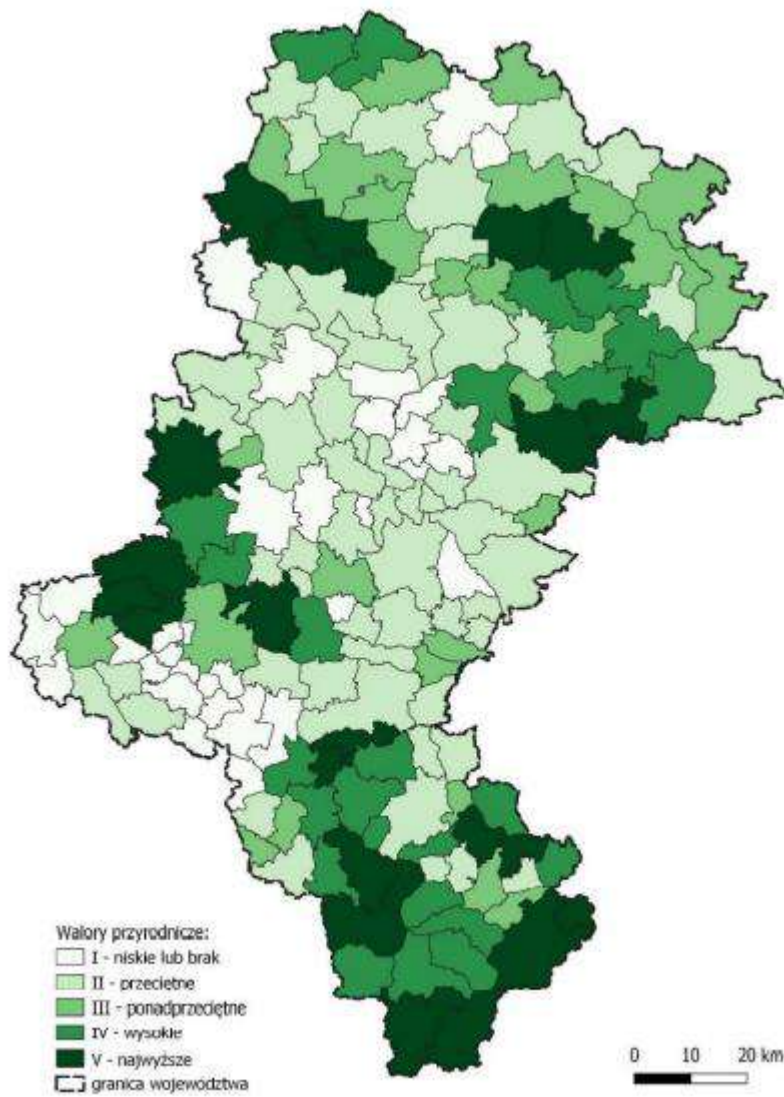 Walory przyrodnicze:
I - niskie lub brak
II - przeciętne
III - ponadprzeciętne
IV - wysokie
V - najwyższe
granica województwa
0 10 20 km